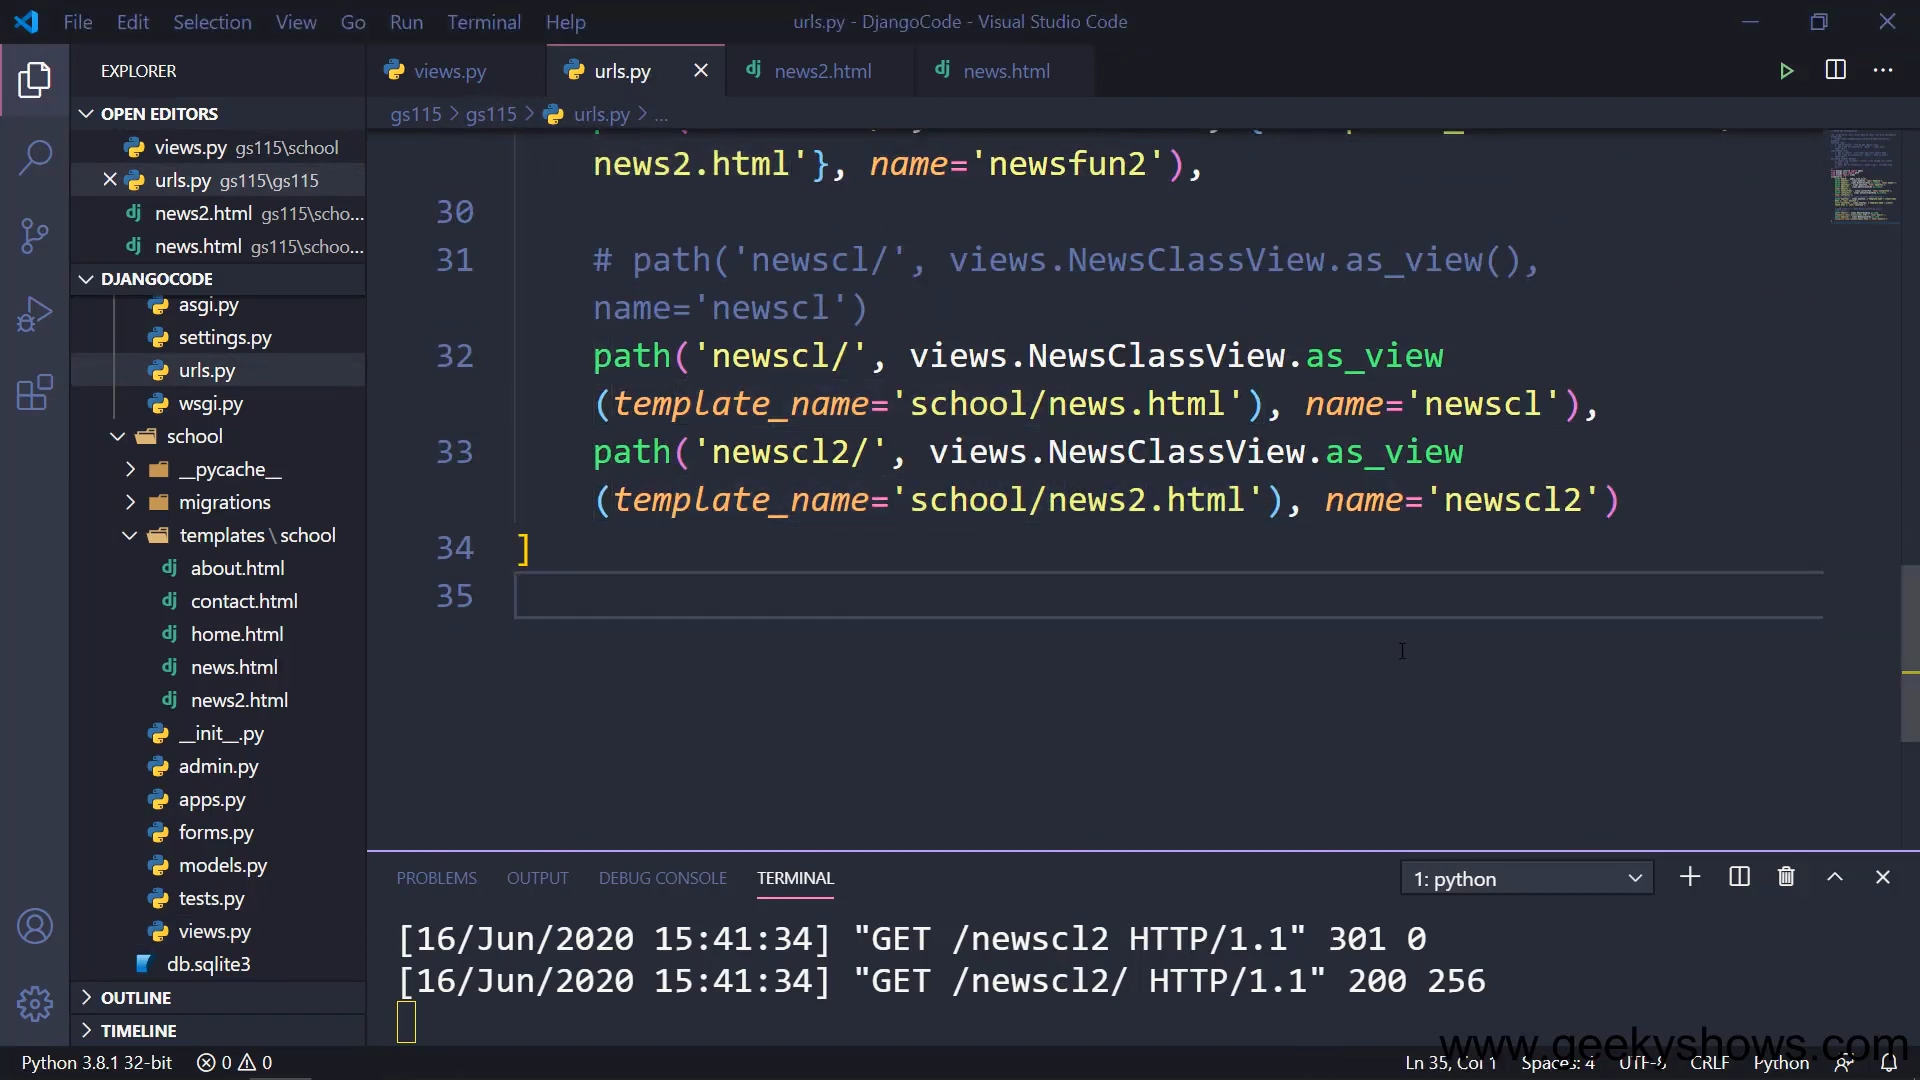 File Edit Selection View Go Run Terminal Help urls.py - DjangoCode - Visual Studio Code
EXPLORER
views.py urls.py news2.html news.html
OPEN EDITORS
views.py gs115\school
urls.py gs115\gs115
news2.html gs115\scho...
news.html gs115\schoo...
DJANGOCODE
asgi.py
settings.py
urls.py
wsgi.py
school
__pycache__
migrations
templates \ school
about.html
contact.html
home.html
news.html
news2.html
__init__.py
admin.py
apps.py
forms.py
models.py
tests.py
views.py
db.sqlite3
OUTLINE
TIMELINE
gs115 > gs115 > urls.py > ...
news2.html'}, name='newsfun2'),
30
31 # path('newscl/', views.NewsClassView.as_view(),
name='newscl')
32 path('newscl/', views.NewsClassView.as_view
(template_name='school/news.html'), name='newscl'),
33 path('newscl2/', views.NewsClassView.as_view
(template_name='school/news2.html'), name='newscl2')
34 ]
35
PROBLEMS OUTPUT DEBUG CONSOLE TERMINAL 1: python
[16/Jun/2020 15:41:34] "GET /newscl2 HTTP/1.1" 301 0
[16/Jun/2020 15:41:34] "GET /newscl2/ HTTP/1.1" 200 256
www.geekyshows.com
Python 3.8.1 32-bit 0 0 Ln 35, Col 1 Spaces: 4 UTF-8 CRLF Python